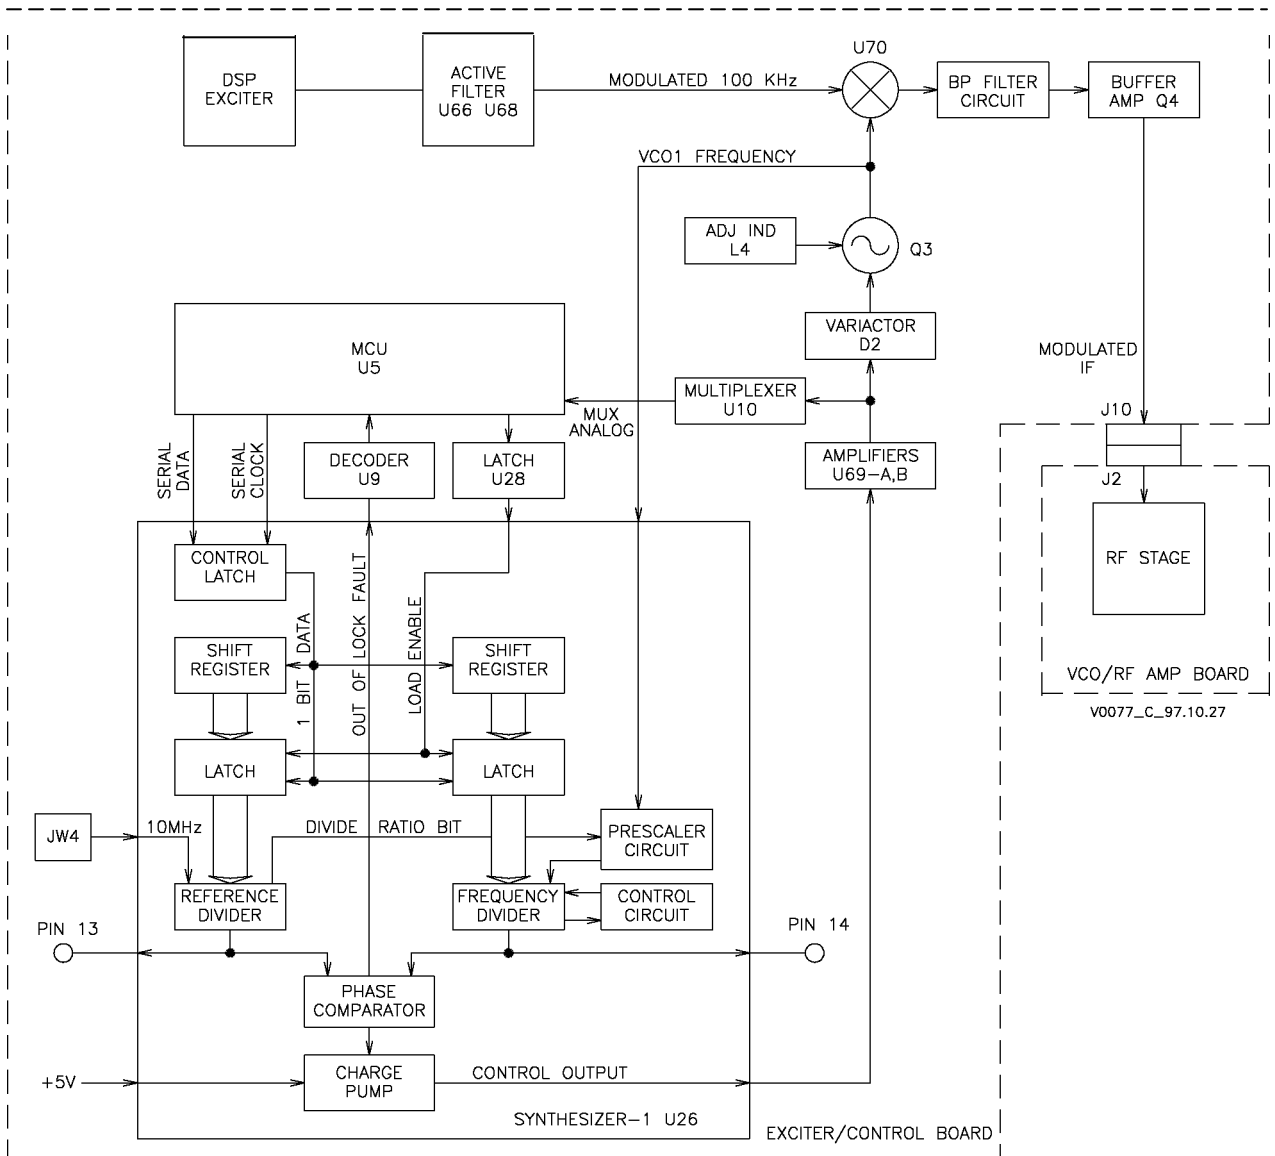 U70
DSP
EXCITER
ACTIVE
FILTER
U66 U68
MODULATED 100 KHz
BP FILTER
CIRCUIT
BUFFER
AMP Q4
VCO1 FREQUENCY
ADJ IND
L4
Q3
VARIACTOR
D2
MODULATED
IF
MCU
U5
MULTIPLEXER
U10
MUX
ANALOG
J10
J2
SERIAL
DATA
SERIAL
CLOCK
DECODER
U9
LATCH
U28
AMPLIFIERS
U69-A,B
RF STAGE
CONTROL
LATCH
1 BIT DATA
OUT OF LOCK FAULT
LOAD ENABLE
SHIFT
REGISTER
SHIFT
REGISTER
VCO/RF AMP BOARD
V0077_C_97.10.27
LATCH
LATCH
JW4
10MHz
DIVIDE RATIO BIT
PRESCALER
CIRCUIT
REFERENCE
DIVIDER
FREQUENCY
DIVIDER
CONTROL
CIRCUIT
PIN 13
PIN 14
PHASE
COMPARATOR
+5V
CHARGE
PUMP
CONTROL OUTPUT
SYNTHESIZER-1 U26
EXCITER/CONTROL BOARD